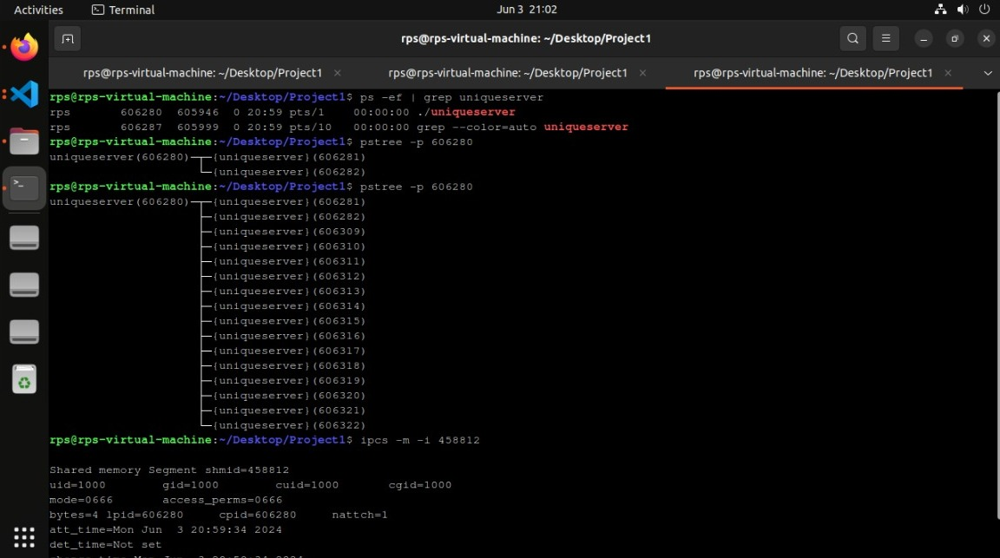 Activities Terminal Jun 3 21:02
rps@rps-virtual-machine: ~/Desktop/Project1
rps@rps-virtual-machine: ~/Desktop/Project1 × rps@rps-virtual-machine: ~/Desktop/Project1 × rps@rps-virtual-machine: ~/Desktop/Project1 ×
rps@rps-virtual-machine:~/Desktop/Project1$ ps -ef | grep uniqueserver
rps 606280 605946 0 20:59 pts/1 00:00:00 ./uniqueserver
rps 606287 605999 0 20:59 pts/10 00:00:00 grep --color=auto uniqueserver
rps@rps-virtual-machine:~/Desktop/Project1$ pstree -p 606280
uniqueserver(606280)─┬─{uniqueserver}(606281)
└─{uniqueserver}(606282)
rps@rps-virtual-machine:~/Desktop/Project1$ pstree -p 606280
uniqueserver(606280)─┬─{uniqueserver}(606281)
├─{uniqueserver}(606282)
├─{uniqueserver}(606309)
├─{uniqueserver}(606310)
├─{uniqueserver}(606311)
├─{uniqueserver}(606312)
├─{uniqueserver}(606313)
├─{uniqueserver}(606314)
├─{uniqueserver}(606315)
├─{uniqueserver}(606316)
├─{uniqueserver}(606317)
├─{uniqueserver}(606318)
├─{uniqueserver}(606319)
├─{uniqueserver}(606320)
├─{uniqueserver}(606321)
└─{uniqueserver}(606322)
rps@rps-virtual-machine:~/Desktop/Project1$ ipcs -m -i 458812
Shared memory Segment shmid=458812
uid=1000 gid=1000 cuid=1000 cgid=1000
mode=0666 access_perms=0666
bytes=4 lpid=606280 cpid=606280 nattch=1
att_time=Mon Jun 3 20:59:34 2024
det_time=Not set